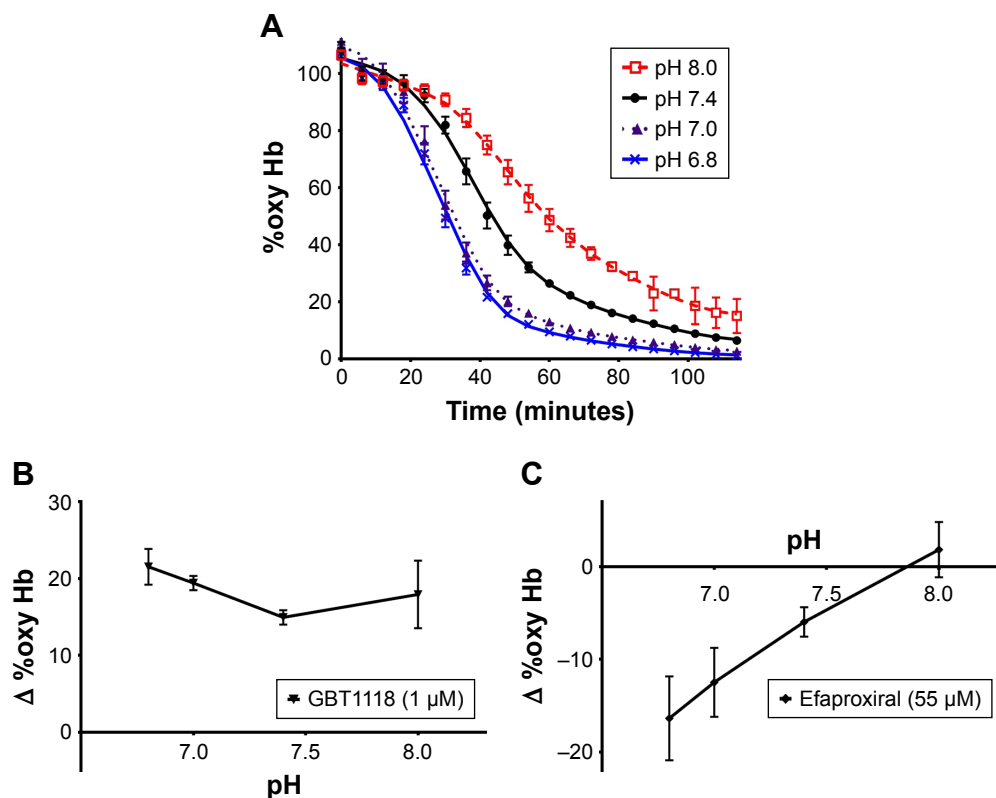 A
%oxy Hb
100
80
60
40
20
0
0 20 40 60 80 100
Time (minutes)
pH 8.0
pH 7.4
pH 7.0
pH 6.8
B
Δ %oxy Hb
30
20
10
0
7.0 7.5 8.0
pH
GBT1118 (1 µM)
C
Δ %oxy Hb
pH
0
7.0 7.5 8.0
–10
–20
Efaproxiral (55 µM)